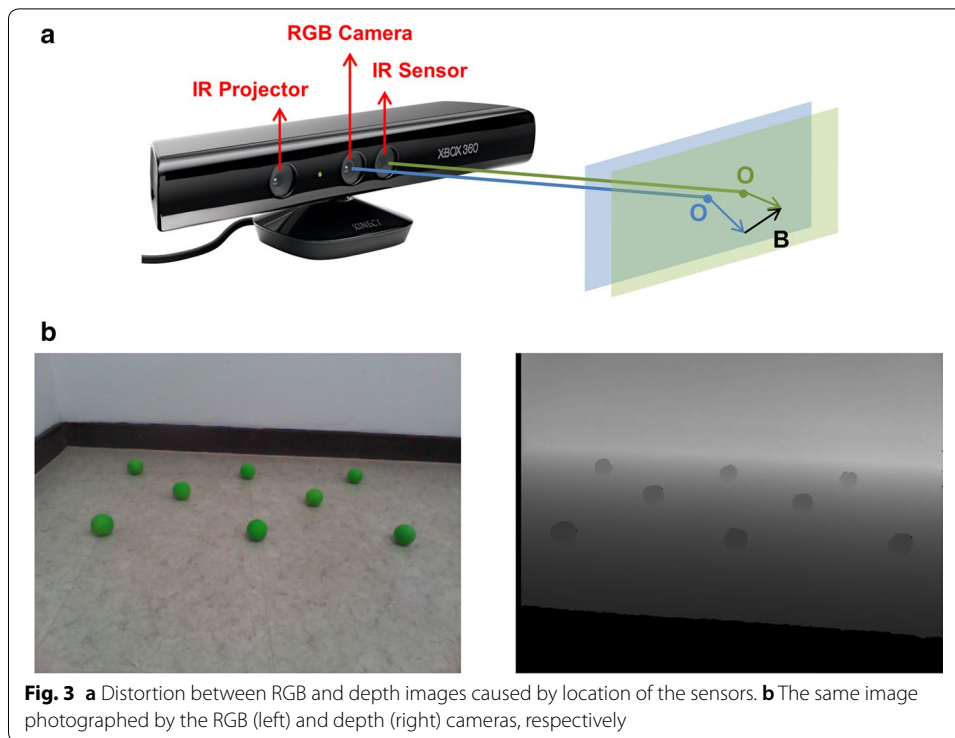 a
RGB Camera
IR Sensor
IR Projector
XBOX 360
KINECT
O
O
B
b
Fig. 3 a Distortion between RGB and depth images caused by location of the sensors. b The same image
photographed by the RGB (left) and depth (right) cameras, respectively